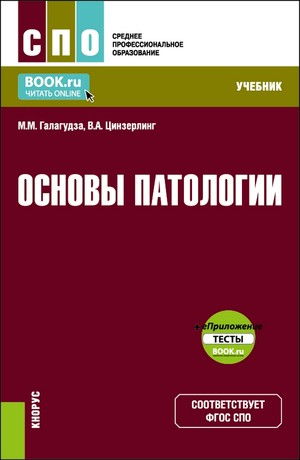 СПО
СРЕДНЕЕ
ПРОФЕССИОНАЛЬНОЕ
ОБРАЗОВАНИЕ
BOOK.ru
ЧИТАТЬ ONLINE
УЧЕБНИК
М.М. Галагудза, В.А. Цинзерлинг
ОСНОВЫ ПАТОЛОГИИ
+ еПриложение
ТЕСТЫ
BOOK.ru
КНОРУС
СООТВЕТСТВУЕТ
ФГОС СПО